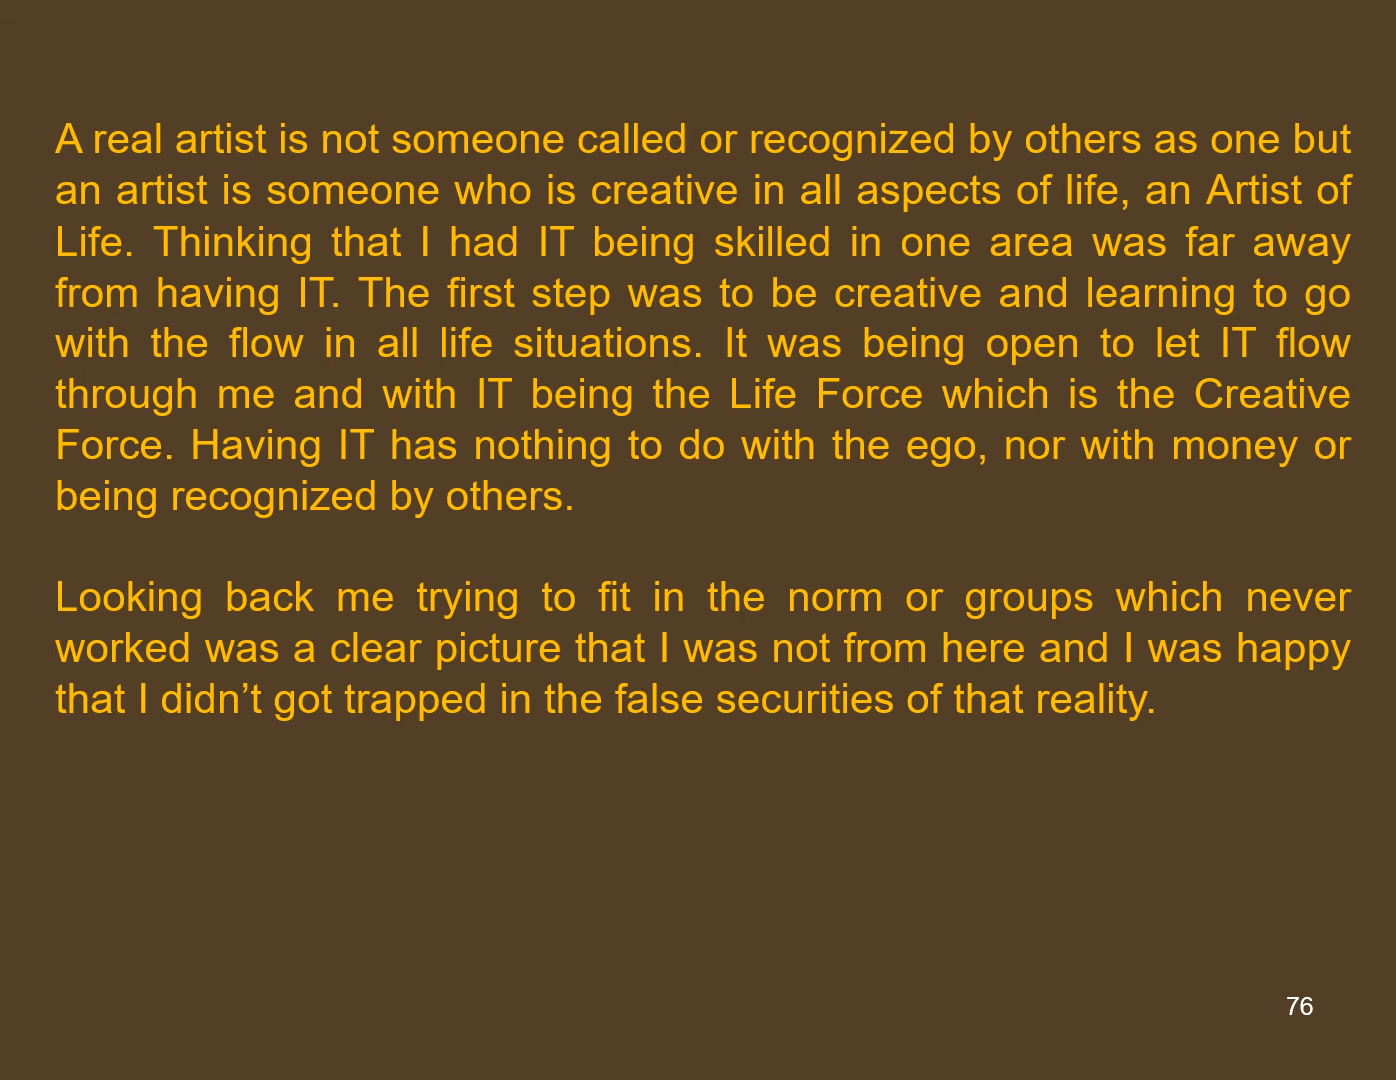 A real artist is not someone called or recognized by others as one but
an artist is someone who is creative in all aspects of life, an Artist of
Life. Thinking that I had IT being skilled in one area was far away
from having IT. The first step was to be creative and learning to go
with the flow in all life situations. It was being open to let IT flow
through me and with IT being the Life Force which is the Creative
Force. Having IT has nothing to do with the ego, nor with money or
being recognized by others.
Looking back me trying to fit in the norm or groups which never
worked was a clear picture that I was not from here and I was happy
that I didn’t got trapped in the false securities of that reality.
76